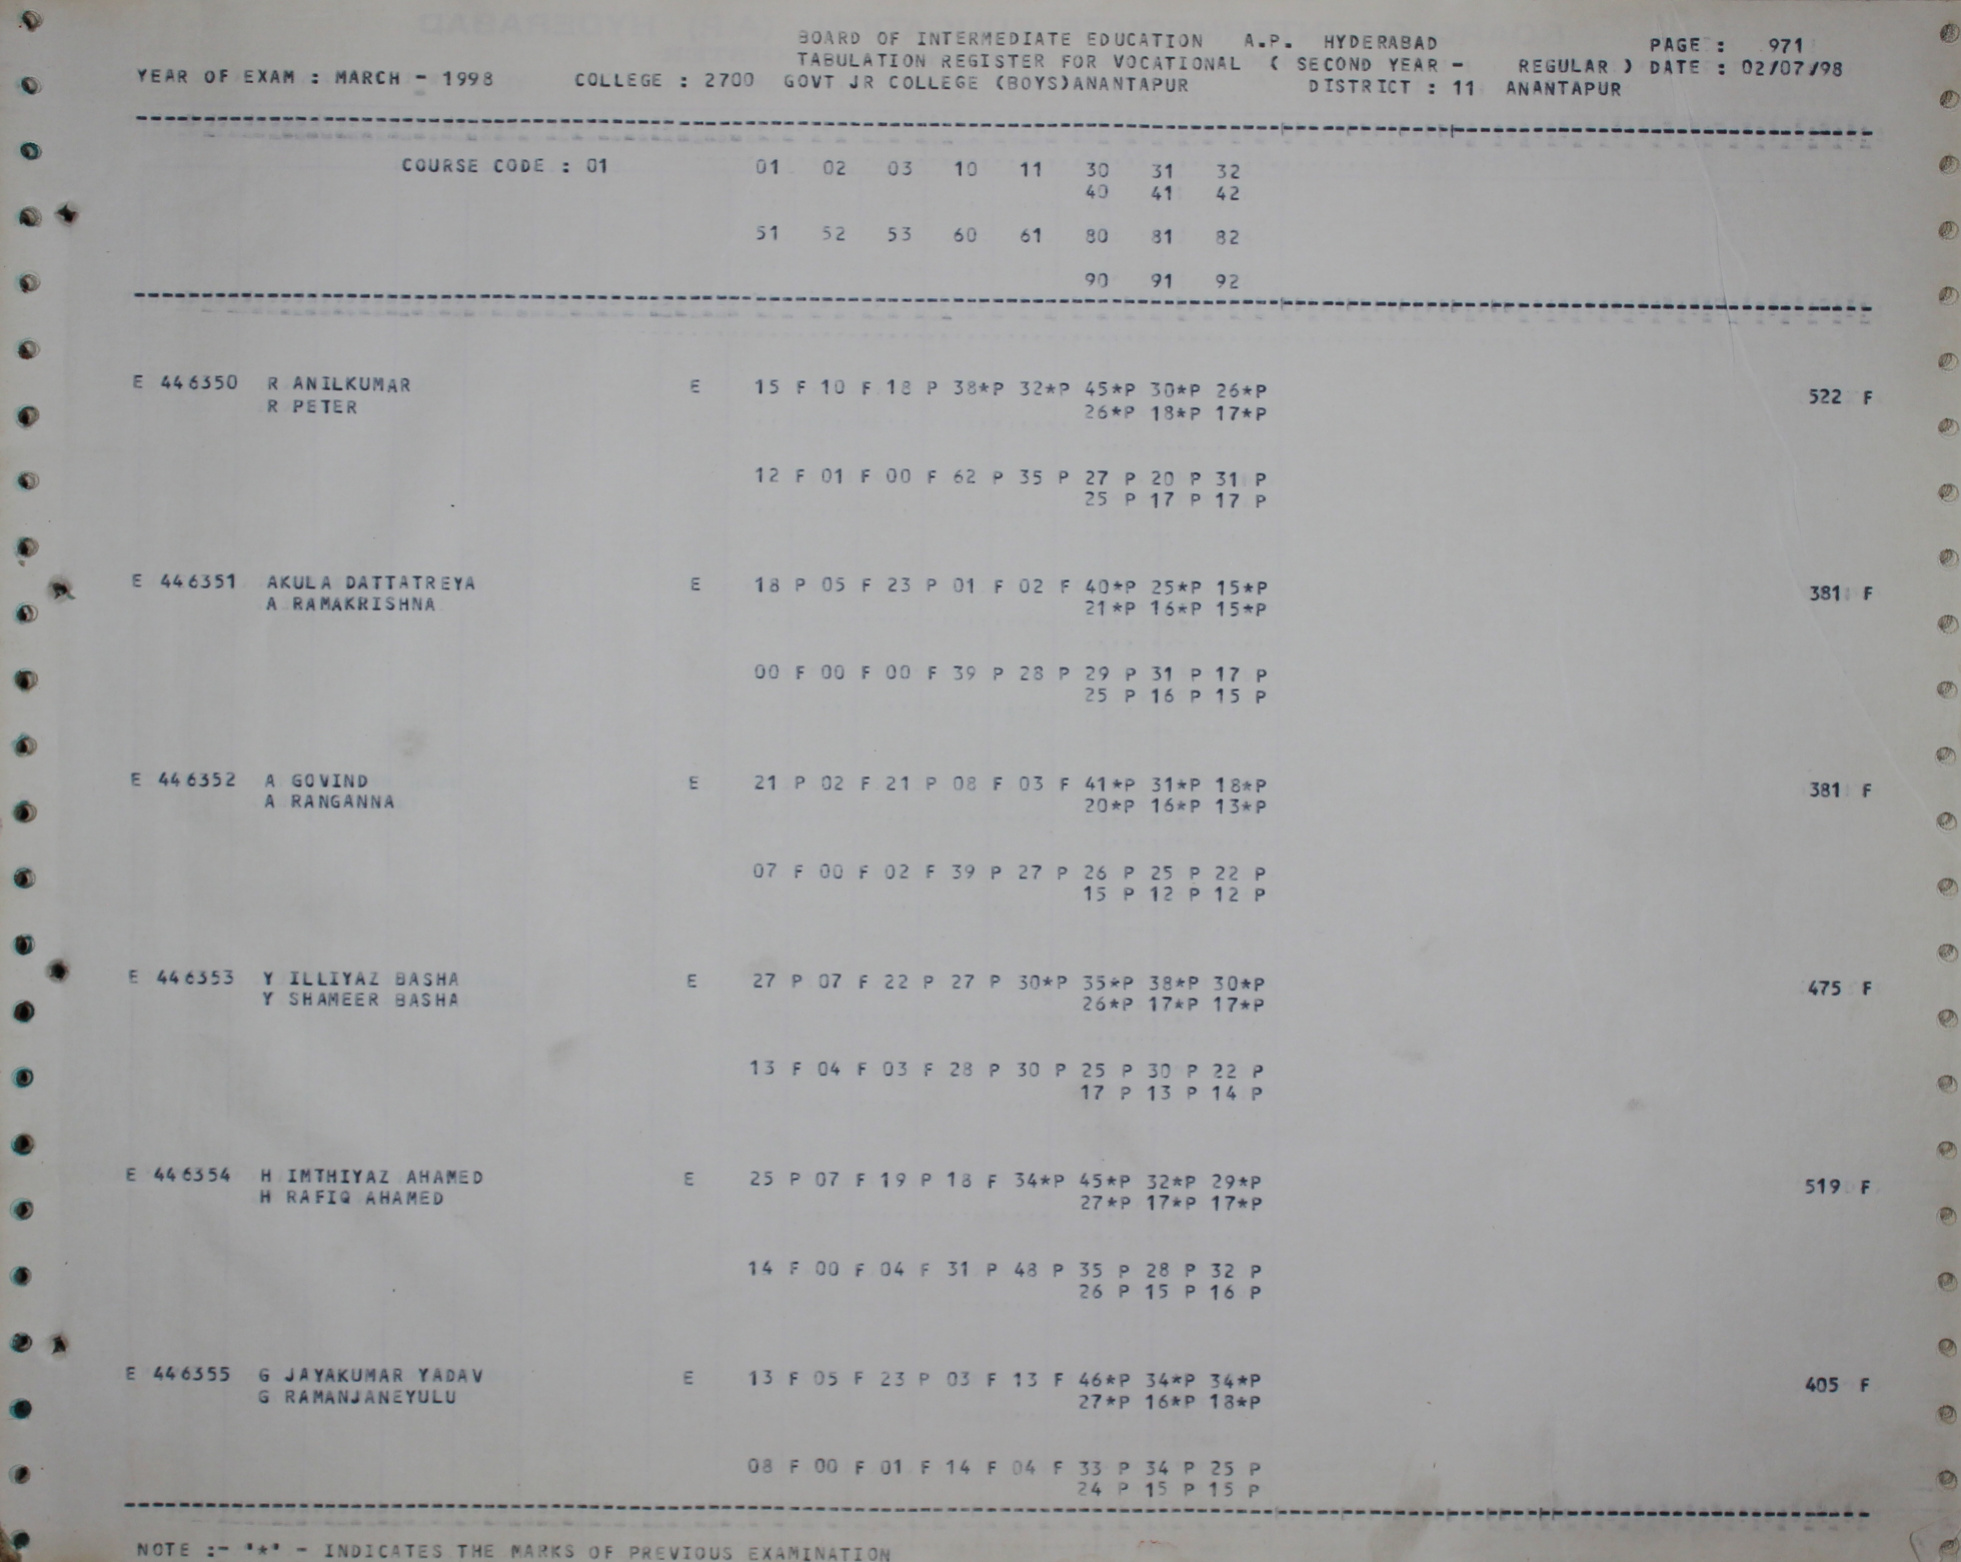 BOARD OF INTERMEDIATE EDUCATION A.P. HYDERABAD PAGE : 971
TABULATION REGISTER FOR VOCATIONAL ( SECOND YEAR - REGULAR ) DATE : 02/07/98
YEAR OF EXAM : MARCH - 1998 COLLEGE : 2700 GOVT JR COLLEGE (BOYS)ANANTAPUR DISTRICT : 11 ANANTAPUR
COURSE CODE : 01 01 02 03 10 11 30 31 32
40 41 42
51 52 53 60 61 80 81 82
90 91 92
E 446350 R ANILKUMAR E 15 F 10 F 18 P 38*P 32*P 45*P 30*P 26*P 522 F
R PETER 26*P 18*P 17*P
12 F 01 F 00 F 62 P 35 P 27 P 20 P 31 P
25 P 17 P 17 P
E 446351 AKULA DATTATREYA E 18 P 05 F 23 P 01 F 02 F 40*P 25*P 15*P 381 F
A RAMAKRISHNA 21*P 16*P 15*P
00 F 00 F 00 F 39 P 28 P 29 P 31 P 17 P
25 P 16 P 15 P
E 446352 A GOVIND E 21 P 02 F 21 P 08 F 03 F 41*P 31*P 18*P 381 F
A RANGANNA 20*P 16*P 13*P
07 F 00 F 02 F 39 P 27 P 26 P 25 P 22 P
15 P 12 P 12 P
E 446353 Y ILLIYAZ BASHA E 27 P 07 F 22 P 27 P 30*P 35*P 38*P 30*P 475 F
Y SHAMEER BASHA 26*P 17*P 17*P
13 F 04 F 03 F 28 P 30 P 25 P 30 P 22 P
17 P 13 P 14 P
E 446354 H IMTHIYAZ AHAMED E 25 P 07 F 19 P 18 F 34*P 45*P 32*P 29*P 519 F
H RAFIQ AHAMED 27*P 17*P 17*P
14 F 00 F 04 F 31 P 48 P 35 P 28 P 32 P
26 P 15 P 16 P
E 446355 G JAYAKUMAR YADAV E 13 F 05 F 23 P 03 F 13 F 46*P 34*P 34*P 405 F
G RAMANJANEYULU 27*P 16*P 18*P
08 F 00 F 01 F 14 F 04 F 33 P 34 P 25 P
24 P 15 P 15 P
NOTE :- "*" - INDICATES THE MARKS OF PREVIOUS EXAMINATION